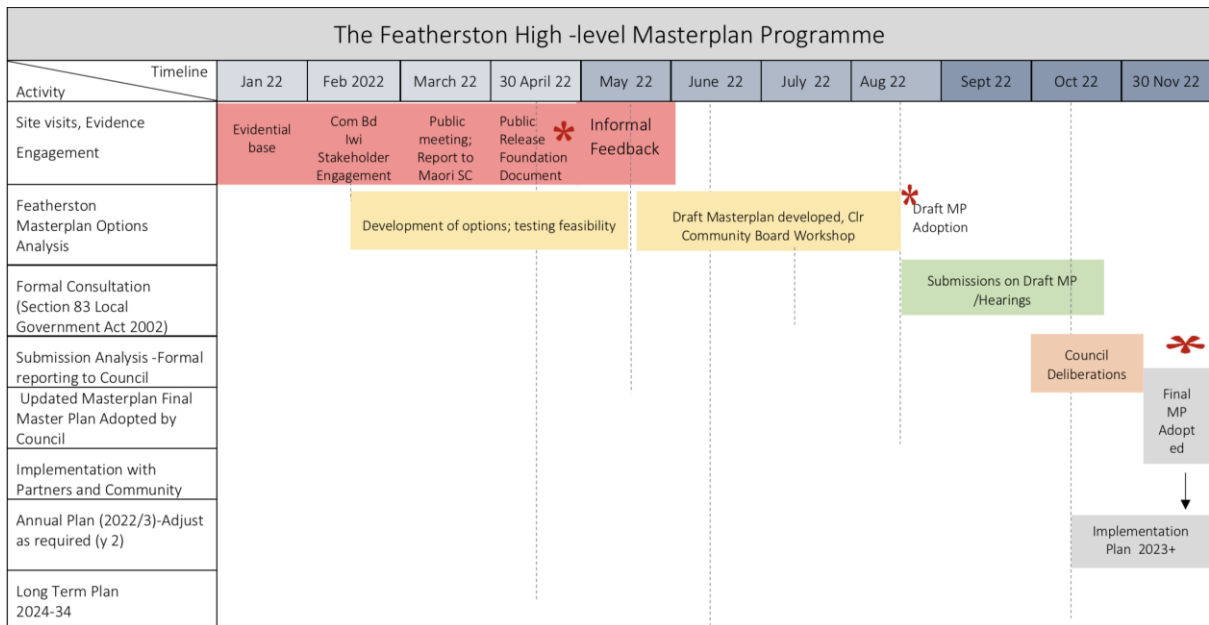 The Featherston High -level Masterplan Programme
Timeline
Activity
Jan 22
Feb 2022
March 22
30 April 22
May 22
June 22
July 22
Aug 22
Sept 22
Oct 22
30 Nov 22
Site visits, Evidence
Engagement
Evidential
base
Com Bd
Iwi
Stakeholder
Engagement
Public
meeting;
Report to
Maori SC
Public
Release
Foundation
Document
*
Informal
Feedback
Featherston
Masterplan Options
Analysis
Development of options; testing feasibility
Draft Masterplan developed, Clr
Community Board Workshop
*
Draft MP
Adoption
Formal Consultation
(Section 83 Local
Government Act 2002)
Submissions on Draft MP
/Hearings
Submission Analysis -Formal
reporting to Council
Council
Deliberations
*
Updated Masterplan Final
Master Plan Adopted by
Council
Final
MP
Adopt
ed
Implementation with
Partners and Community
Annual Plan (2022/3)-Adjust
as required (y 2)
Implementation
Plan 2023+
Long Term Plan
2024-34